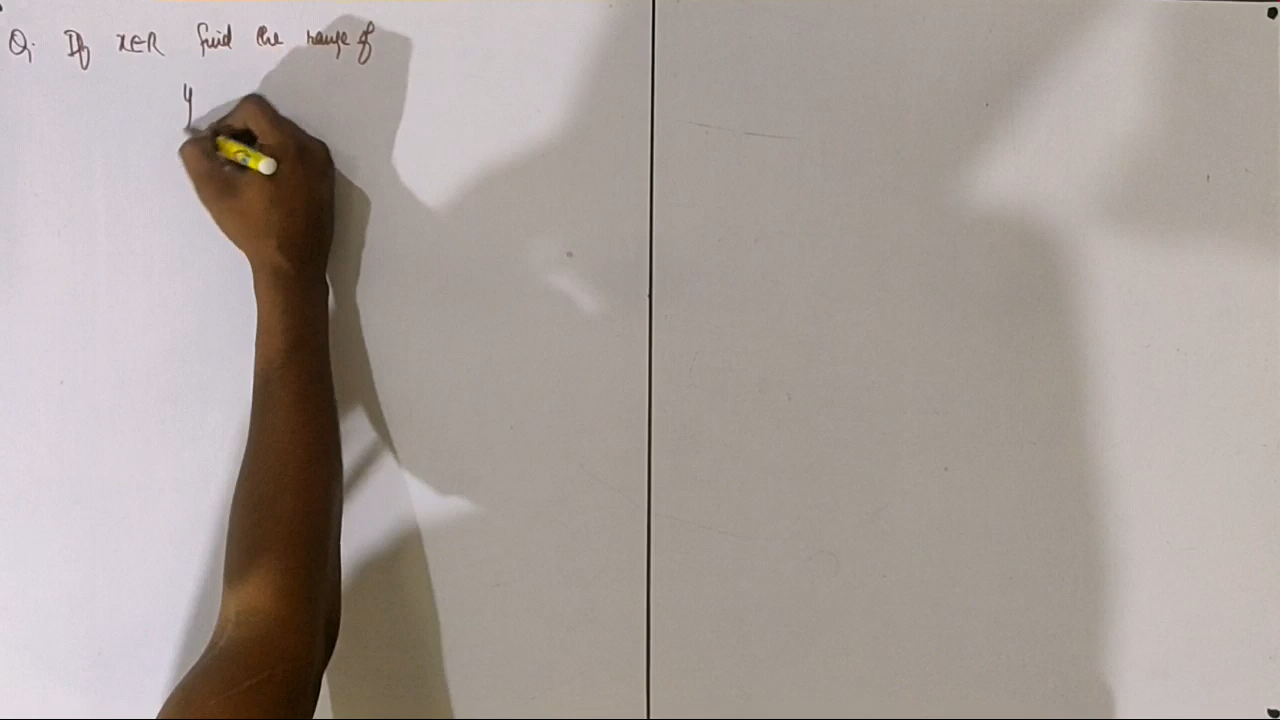 Q; If x∈R find the range of
y